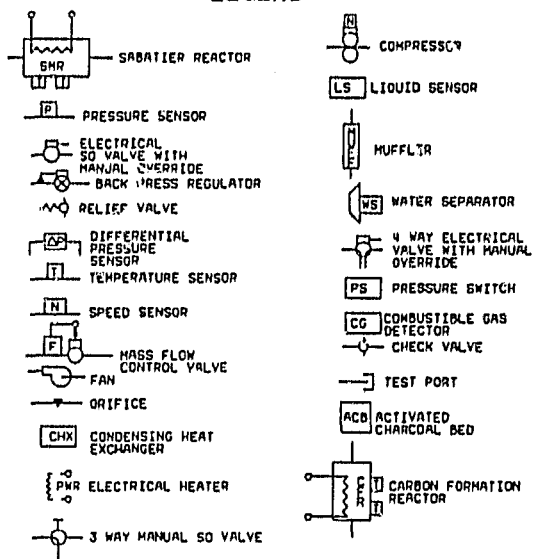 SMR
SABATIER REACTOR
P
PRESSURE SENSOR
ELECTRICAL
SO VALVE WITH
MANUAL OVERRIDE
BACK PRESS REGULATOR
RELIEF VALVE
ΔP
DIFFERENTIAL
PRESSURE
SENSOR
T
TEMPERATURE SENSOR
N
SPEED SENSOR
F
MASS FLOW
CONTROL VALVE
FAN
ORIFICE
CHX
CONDENSING HEAT
EXCHANGER
PWR ELECTRICAL HEATER
3 WAY MANUAL SO VALVE
N
COMPRESSOR
LS
LIQUID SENSOR
MUFFLER
WS
WATER SEPARATOR
4 WAY ELECTRICAL
VALVE WITH MANUAL
OVERRIDE
PS
PRESSURE SWITCH
CG
COMBUSTIBLE GAS
DETECTOR
CHECK VALVE
TEST PORT
ACB
ACTIVATED
CHARCOAL BED
CFR
T
T
CARBON FORMATION
REACTOR